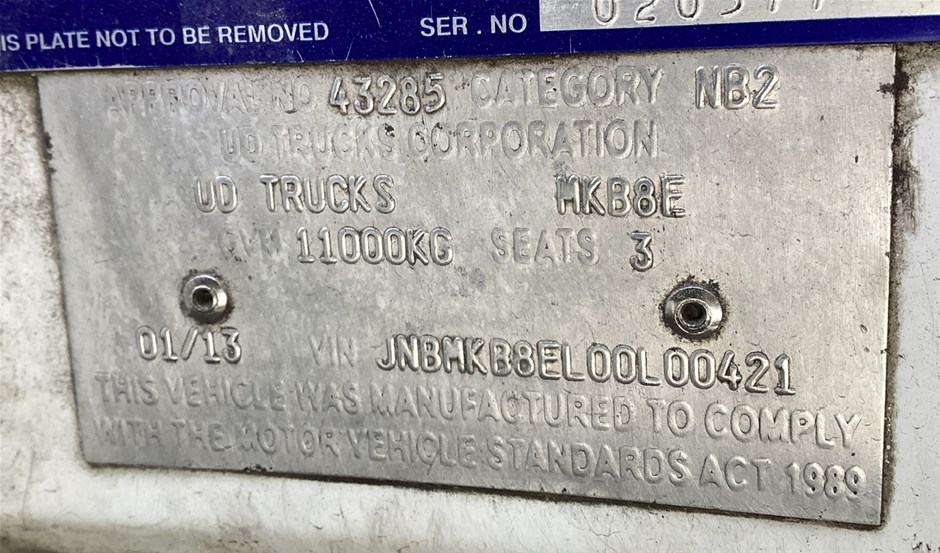 IS PLATE NOT TO BE REMOVED SER . NO
APPROVAL NO 43285 CATEGORY NB2
UD TRUCKS CORPORATION
UD TRUCKS MKB8E
GVM 11000KG SEATS 3
01/13 VIN JNBMKB8EL00L00421
THIS VEHICLE WAS MANUFACTURED TO COMPLY
WITH THE MOTOR VEHICLE STANDARDS ACT 1989